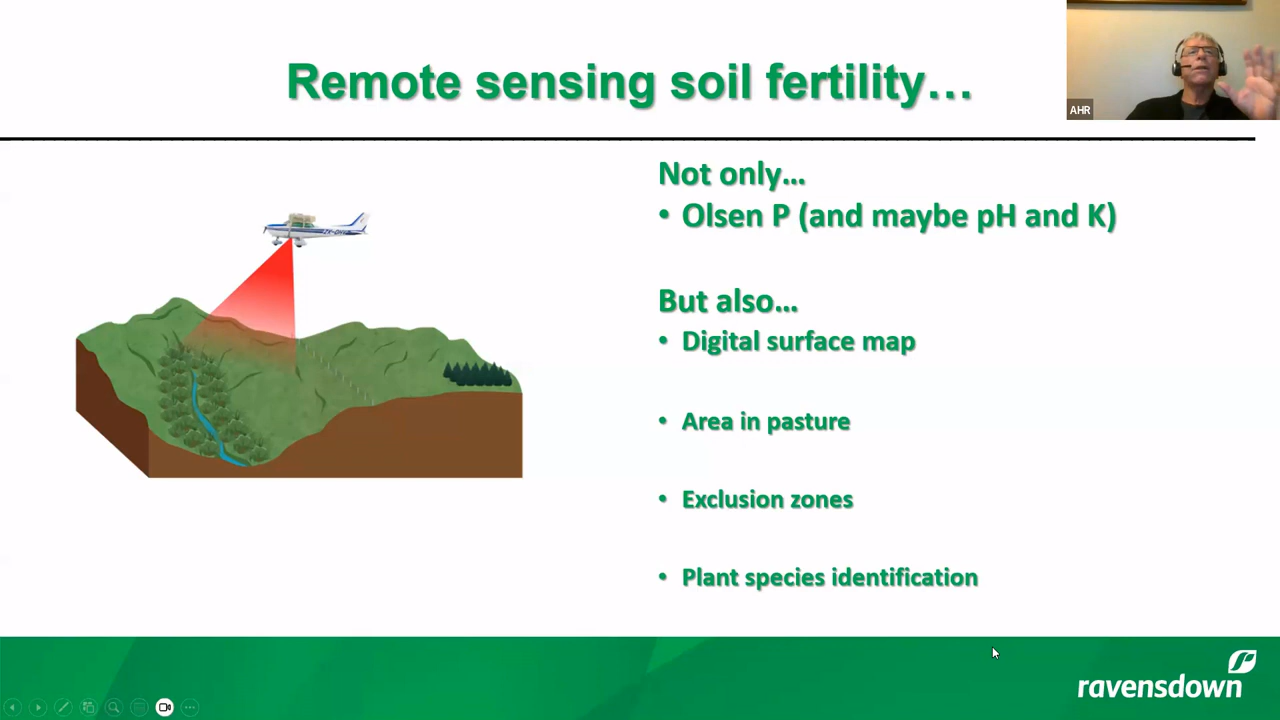 Remote sensing soil fertility…
AHR
Not only…
• Olsen P (and maybe pH and K)
But also…
• Digital surface map
• Area in pasture
• Exclusion zones
• Plant species identification
ravensdown